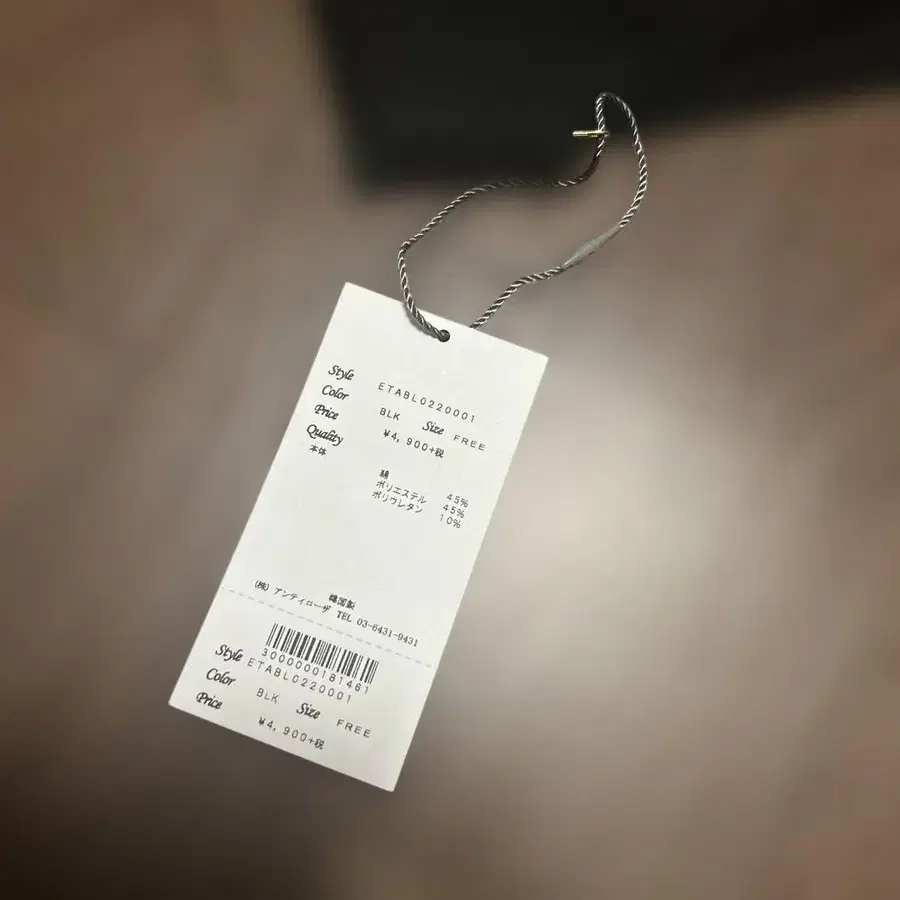 Style ETABL0220001
Color BLK Size FREE
Price ¥4,900+税
Quality
本体
綿 45%
ポリエステル 45%
ポリウレタン 10%
韓国製
(株) アンティローザ TEL 03-6431-9431
3000000181461
Style ETABL0220001
Color BLK Size FREE
Price ¥4,900+税